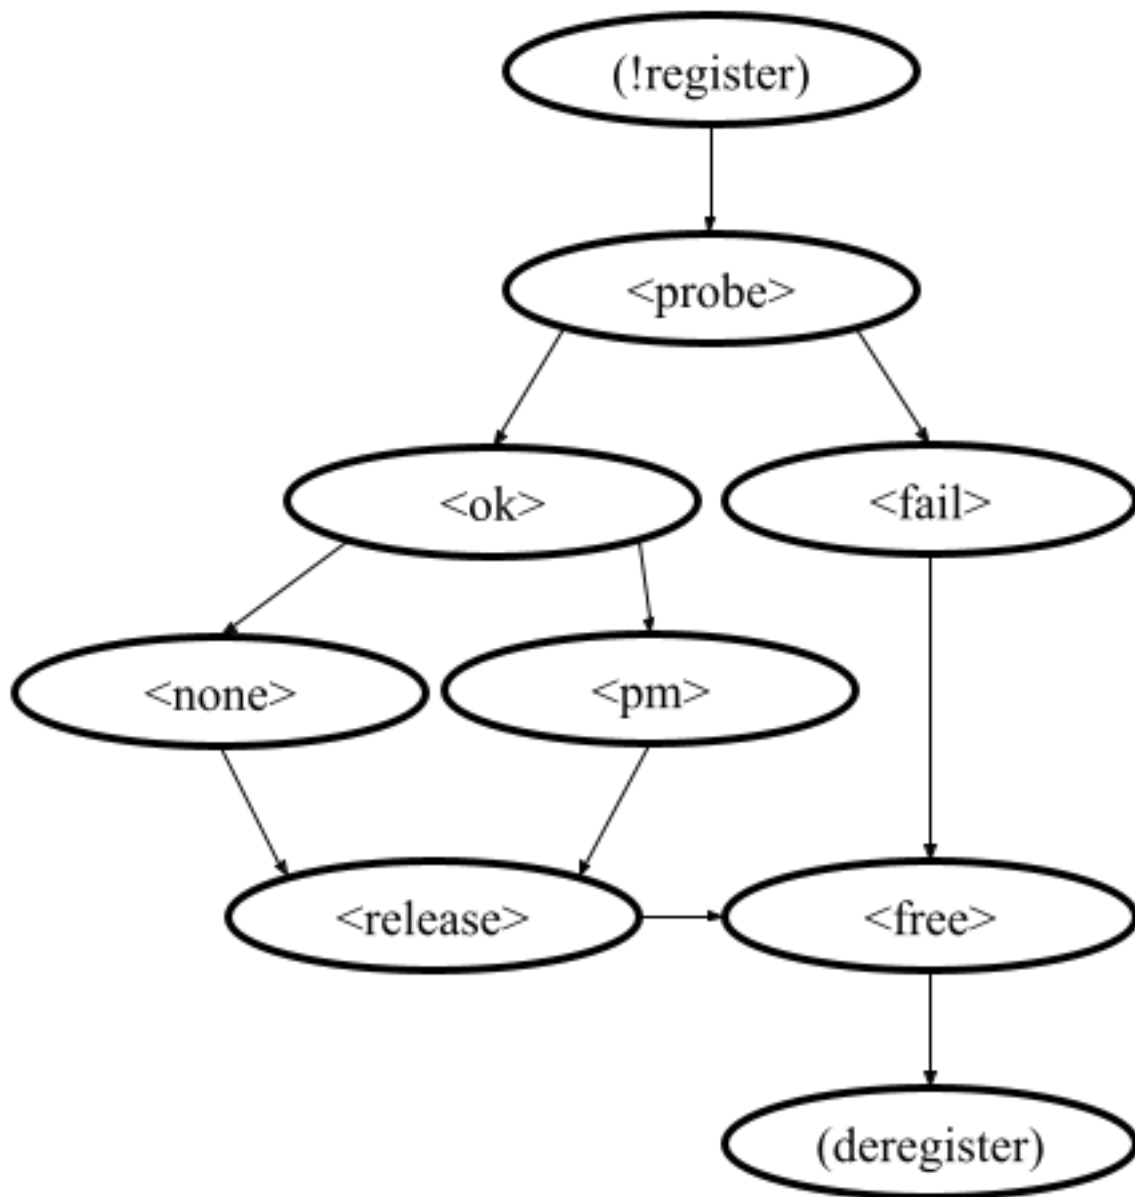 (!register)
<probe>
<ok>
<fail>
<none>
<pm>
<release>
<free>
(deregister)